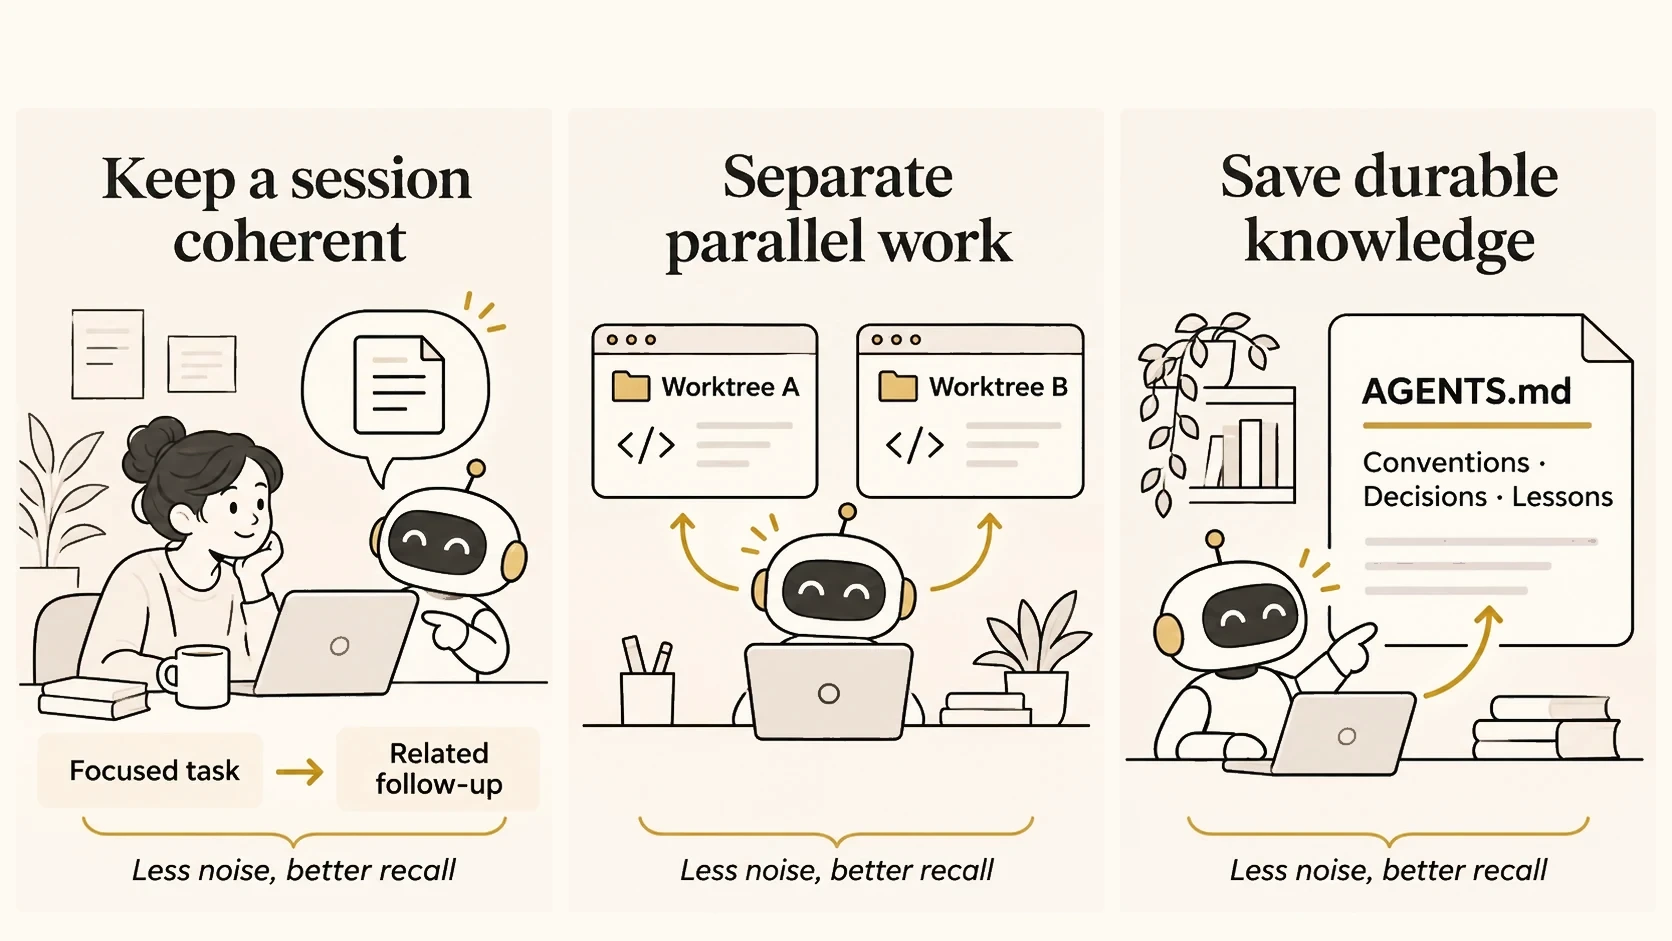 Keep a session
coherent
Focused task
Related
follow-up
Less noise, better recall
Separate
parallel work
Worktree A
</>
Worktree B
</>
Less noise, better recall
Save durable
knowledge
AGENTS.md
Conventions ·
Decisions · Lessons
Less noise, better recall